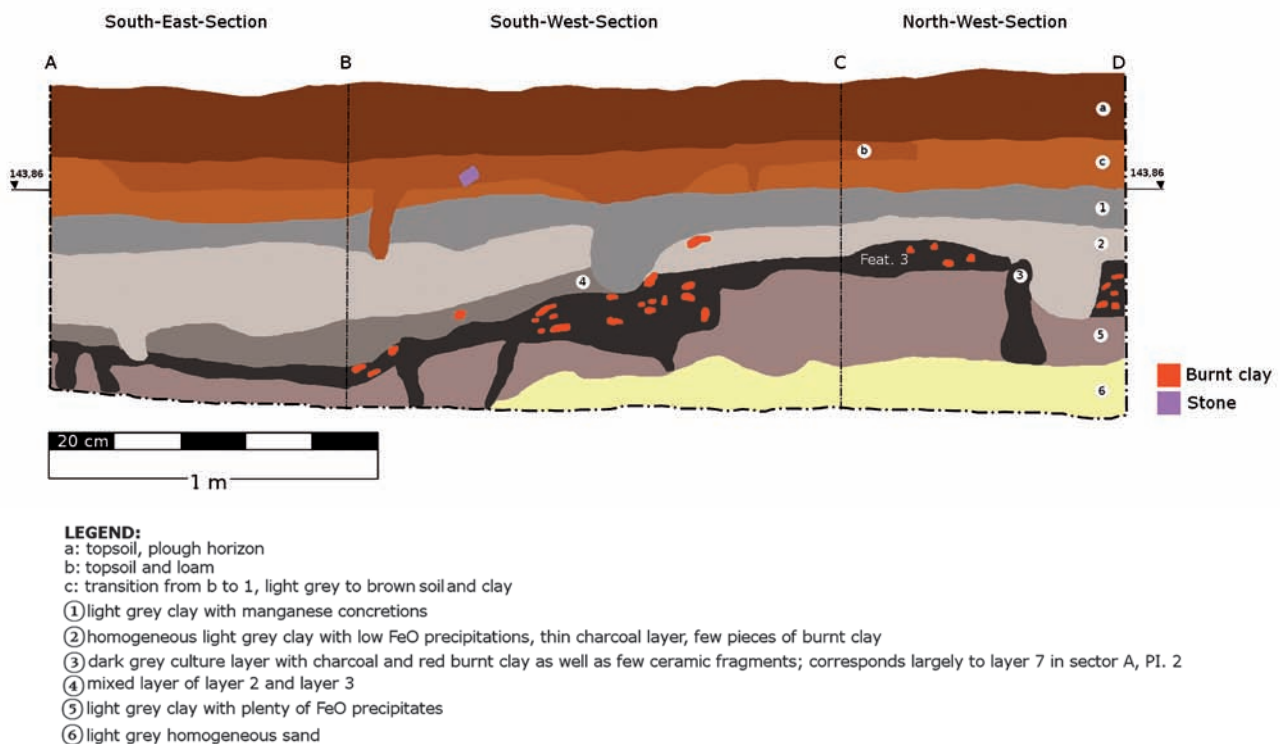 South-East-Section South-West-Section North-West-Section
A B C D
a
b
c
143,86 143,86
1
2
Feat. 3
3
4
5
6
Burnt clay
Stone
20 cm
1 m
LEGEND:
a: topsoil, plough horizon
b: topsoil and loam
c: transition from b to 1, light grey to brown soil and clay
1 light grey clay with manganese concretions
2 homogeneous light grey clay with low FeO precipitations, thin charcoal layer, few pieces of burnt clay
3 dark grey culture layer with charcoal and red burnt clay as well as few ceramic fragments; corresponds largely to layer 7 in sector A, PI. 2
4 mixed layer of layer 2 and layer 3
5 light grey clay with plenty of FeO precipitates
6 light grey homogeneous sand